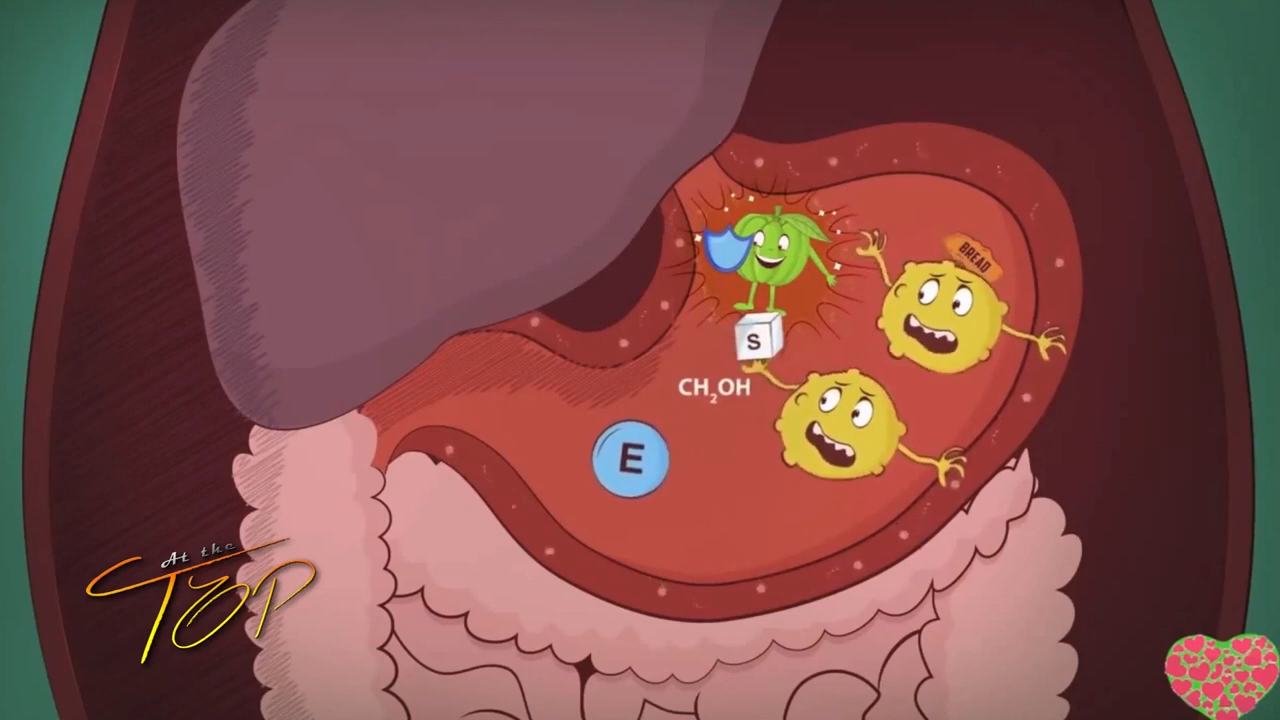 BREAD
S
CH₂OH
E
At the
TOP